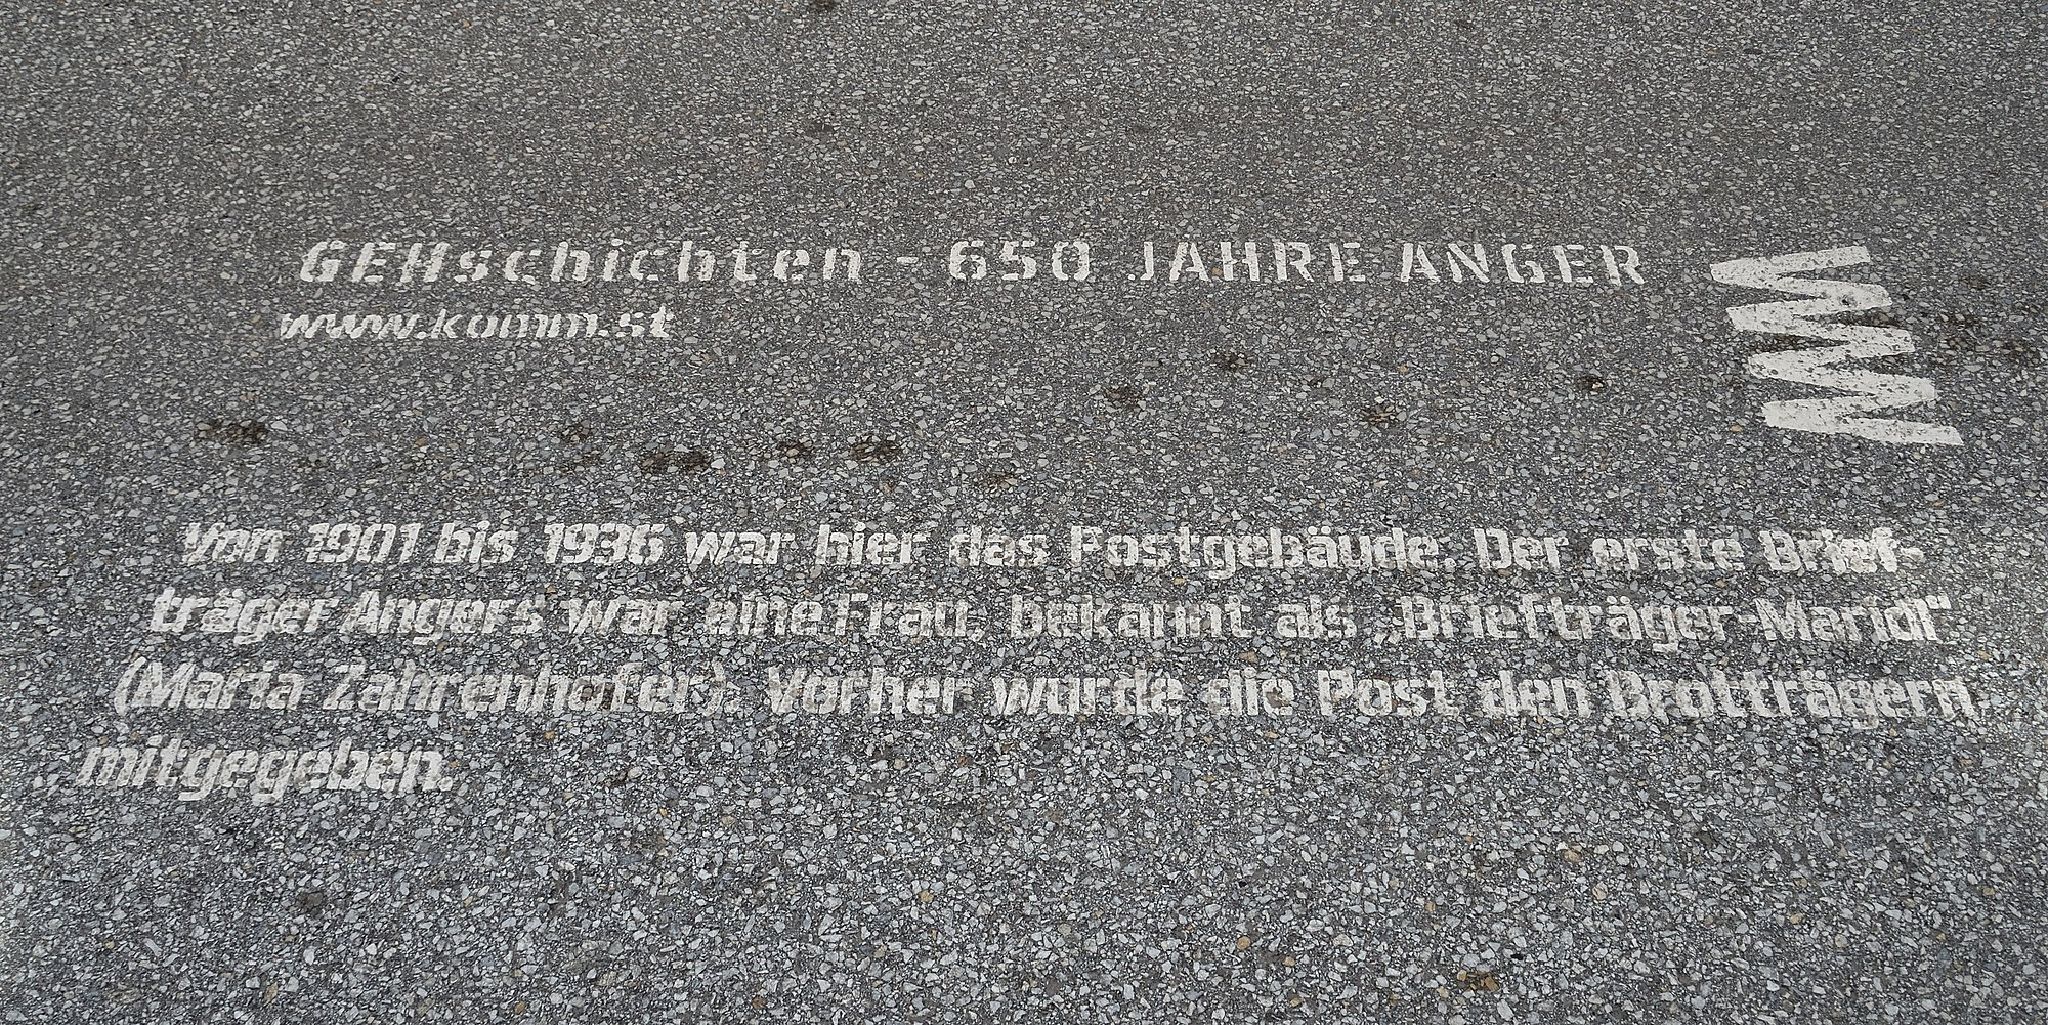 GEHschichten - 650 JAHRE ANGER
www.komm.st
Von 1901 bis 1936 war hier das Postgebäude. Der erste Brief-
träger Angers war eine Frau, bekannt als „Briefträger-Maridl"
(Maria Zahrenhofer). Vorher wurde die Post den Brotträgern
mitgegeben.